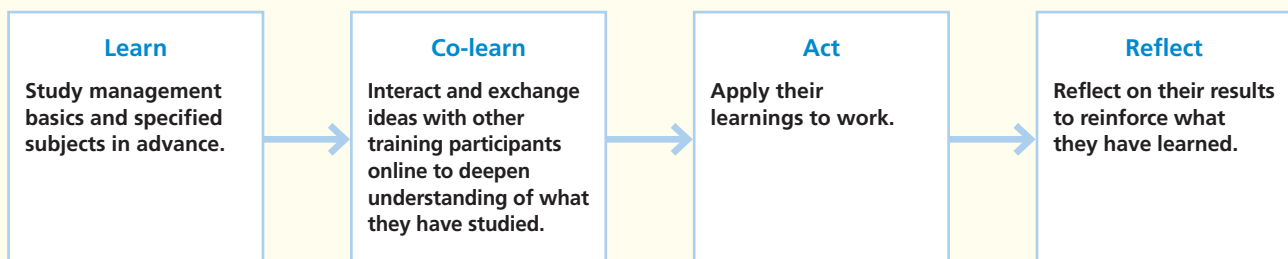 Learn
Study management
basics and specified
subjects in advance.
Co-learn
Interact and exchange
ideas with other
training participants
online to deepen
understanding of what
they have studied.
Act
Apply their
learnings to work.
Reflect
Reflect on their results
to reinforce what
they have learned.